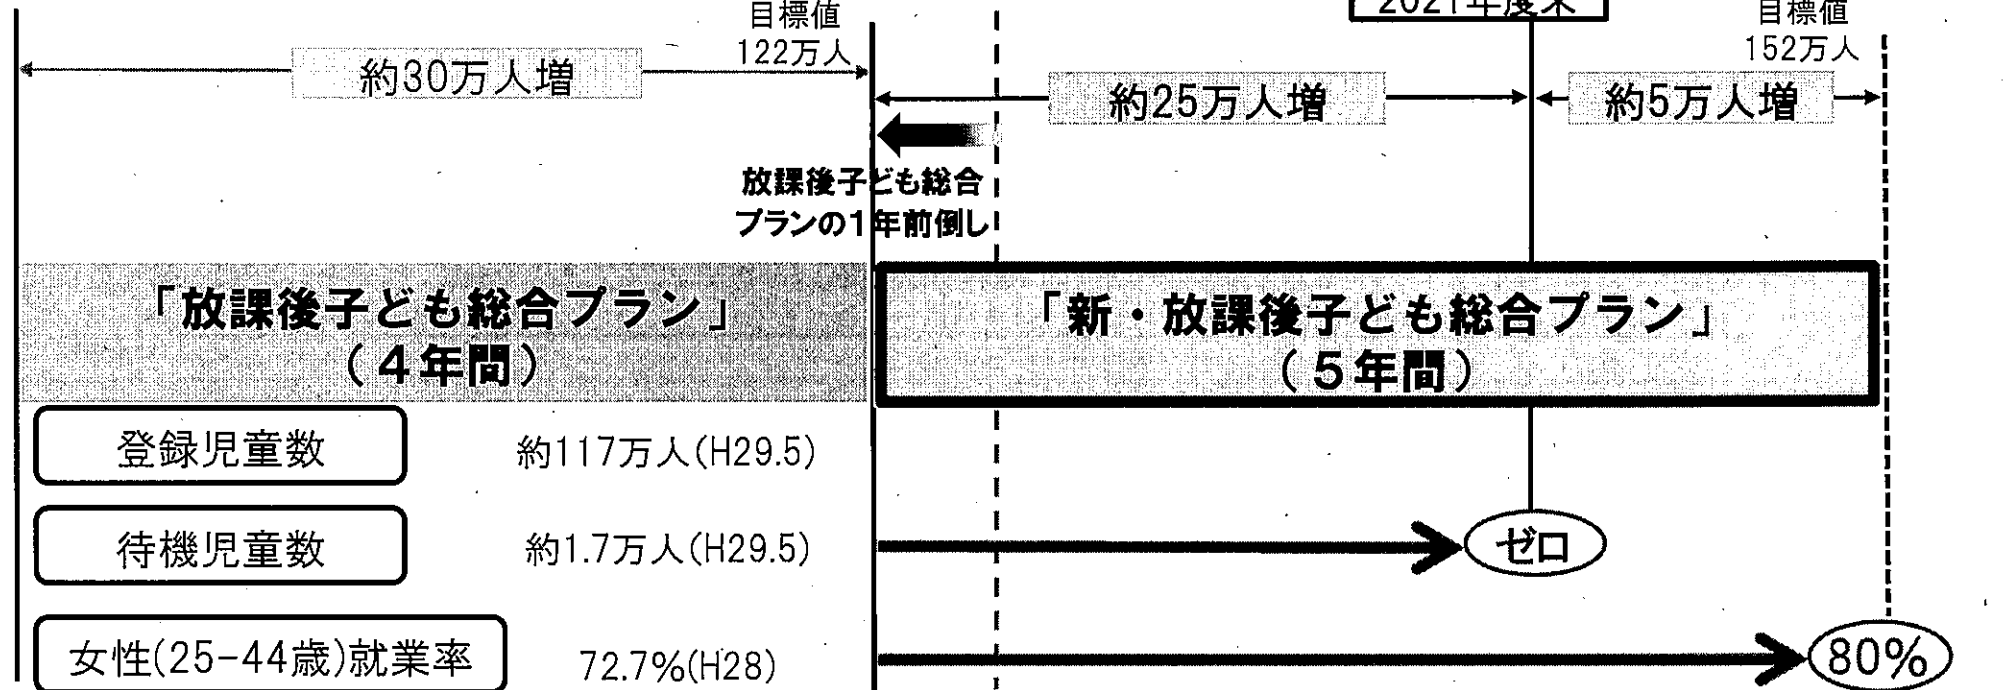 目標値
122万人
2021年度末
目標値
152万人
約30万人増
約25万人増
約5万人増
放課後子ども総合
プランの1年前倒し
「放課後子ども総合プラン」
(4年間)
「新・放課後子ども総合プラン」
(5年間)
登録児童数
約117万人(H29.5)
待機児童数
約1.7万人(H29.5)
ゼロ
女性(25-44歳)就業率
72.7%(H28)
80%